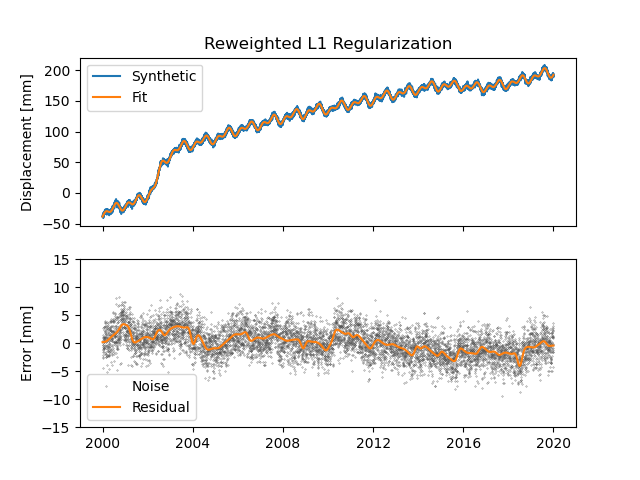 Reweighted L1 Regularization
Displacement [mm]
200
150
100
50
0
−50
Synthetic
Fit
Error [mm]
15
10
5
0
−5
−10
−15
Noise
Residual
2000 2004 2008 2012 2016 2020